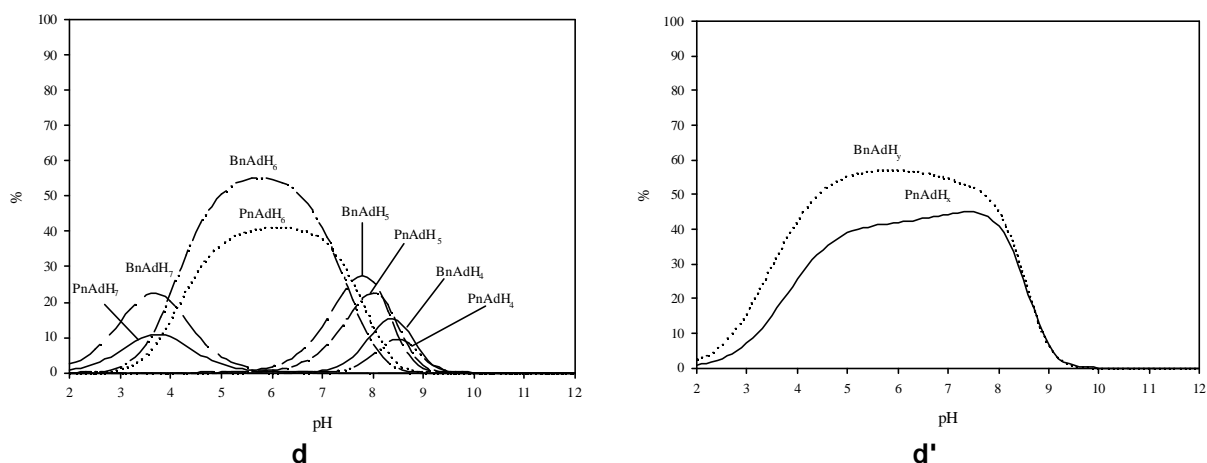 100
90
80
70
60
50
40
30
20
10
0
%
BnAdH₆
PnAdH₆
BnAdH₅
PnAdH₅
BnAdH₇
BnAdH₄
PnAdH₇
PnAdH₄
2 3 4 5 6 7 8 9 10 11 12
pH
d
100
90
80
70
60
50
40
30
20
10
0
%
BnAdHy
PnAdHₓ
2 3 4 5 6 7 8 9 10 11 12
pH
d'